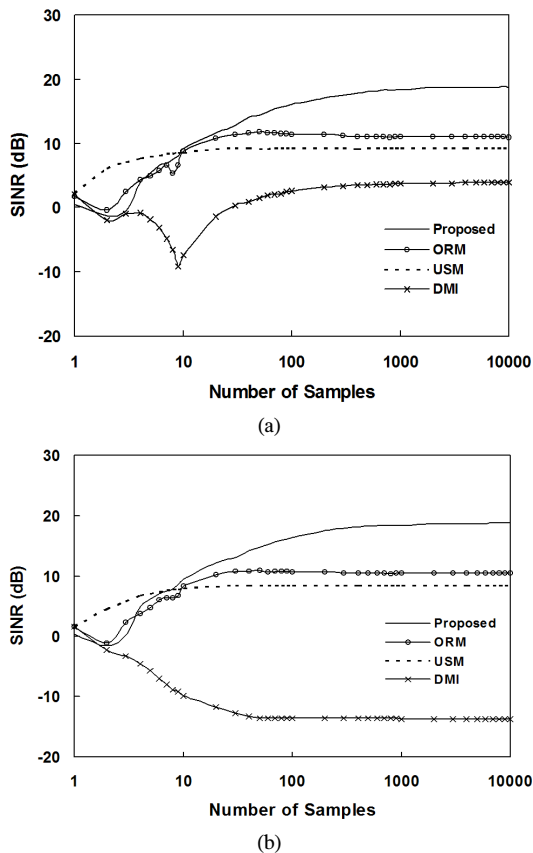 30
20
10
0
-10
-20
SINR (dB)
Proposed
ORM
USM
DMI
1
10
100
1000
10000
Number of Samples
(a)
30
20
10
0
-10
-20
SINR (dB)
Proposed
ORM
USM
DMI
1
10
100
1000
10000
Number of Samples
(b)